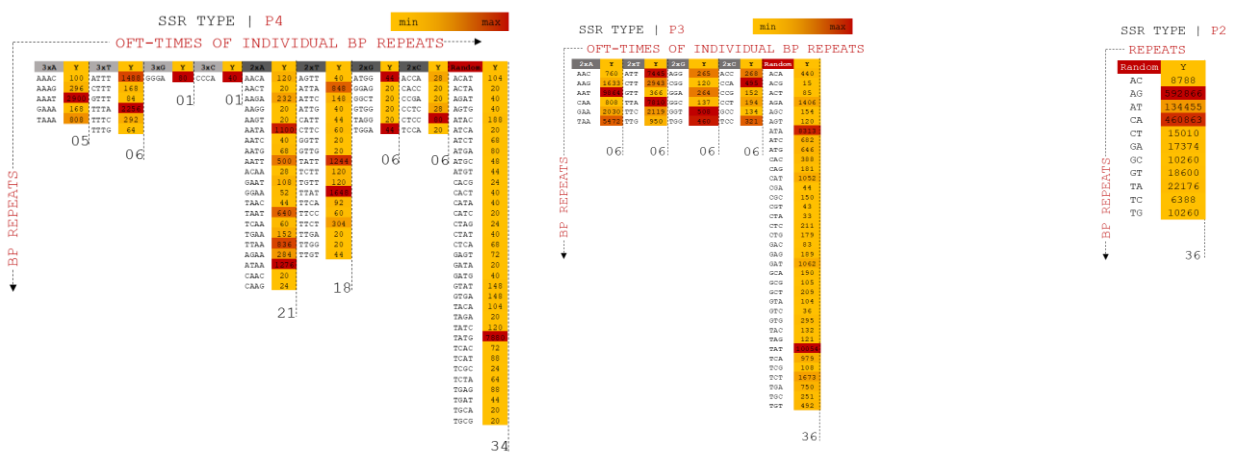 SSR TYPE | P4
min max
OFT-TIMES OF INDIVIDUAL BP REPEATS
BP REPEATS
3xA Y 3xT Y 3xG Y 3xC Y 2xA Y 2xT Y 2xG Y 2xC Y Random Y
AAAC 100 ATTT 1488 GGGA CCCA 40 AACA 120 AGTT 40 ATGG 44 ACCA 28 ACAT 104
AAAG 296 CTTT 168 AACT 20 ATTA 848 GGAG 20 CACC 20 ACTA 20
AAAT GTTT 84 AAGA 232 ATTC 148 GGCT 20 20 AGAT 40
GAAA 168 TTTA AAGG 20 ATTG 40 GTGG 20 CCTC 28 AGTG 40
TAAA 808 TTTC 292 AAGT 20 CATT 44 TAGG 20 CTCC ATAC 188
TTTG 64 AATA 1100 CTTC 60 TGGA 44 TCCA 20 ATCA 20
AATC 40 GGTT 20 ATCT 68
AATG 68 GTTG 20 ATGA 80
AATT 500 TATT 1244 ATGC 48
ACAA 28 TCTT 120 ATGT 44
GAAT 108 TGTT 120 CACG 24
GGAA 52 TTAT CACT 40
TAAC 44 TTCA 92 CATA 40
TAAT 640 TTCC 60 CATC 20
TCAA 60 TTCT 304 CTAG 24
TGAA 152 TTGA 20 CTAT 40
TTAA 836 TTGG 20 CTCA 68
AGAA 284 TTGT 44 GAGT 72
ATAA GATA 20
CAAC 20 GATG 40
CAAG 24 GTAT 148
GTGA 148
TACA 104
TAGA 20
TATC 120
TATG
TCAC 72
TCAT 88
TCGC 24
TCTA 64
TGAG 88
TGAT 44
TGCA 20
TGCG 20
05 06 01 01 21 18 06 06 34
SSR TYPE | P3
min max
OFT-TIMES OF INDIVIDUAL BP REPEATS
BP REPEATS
2xA Y 2xT Y 2xG Y 2xC Y Random Y
AAC 760 ATT AGG 265 ACC 268 ACA 440
AAG 1633 CTT 2941 CGG 120 CCA ACG 15
AAT GTT 366 GGA 264 CCG 152 ACT 85
CAA 808 TTA GGC 137 CCT 194 AGA 1406
GAA 2030 TTC 2119 GGT GCC 134 AGC 154
TAA 5472 TTG 950 TGG TCC 321 AGT 120
ATA
ATC 682
ATG 646
CAC 388
CAG 181
CAT 1052
CGA 44
CGC 150
CGT 43
CTA 33
CTC 211
CTG 179
GAC 83
GAG 189
GAT 1062
GCA 190
GCG 105
GCT 209
GTA 104
GTC 36
GTG 295
TAC 132
TAG 121
TAT
TCA 979
TCG 108
TCT 1673
TGA 750
TGC 251
TGT 492
06 06 06 06 36
SSR TYPE | P2
REPEATS
BP REPEATS
Random Y
AC 8788
AG 532866
AT 134455
CA 460863
CT 15010
GA 17374
GC 10260
GT 18600
TA 22176
TC 6388
TG 10260
36